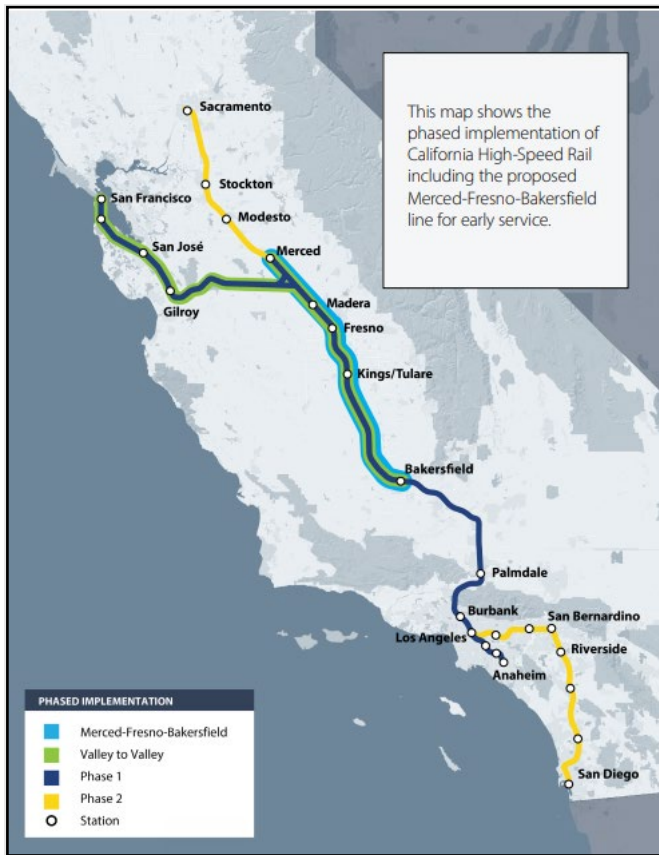 Sacramento
This map shows the
phased implementation of
California High-Speed Rail
including the proposed
Merced-Fresno-Bakersfield
line for early service.
Stockton
San Francisco
Modesto
San José
Merced
Gilroy
Madera
Fresno
Kings/Tulare
Bakersfield
Palmdale
Burbank
San Bernardino
Los Angeles
Riverside
Anaheim
San Diego
PHASED IMPLEMENTATION
Merced-Fresno-Bakersfield
Valley to Valley
Phase 1
Phase 2
Station